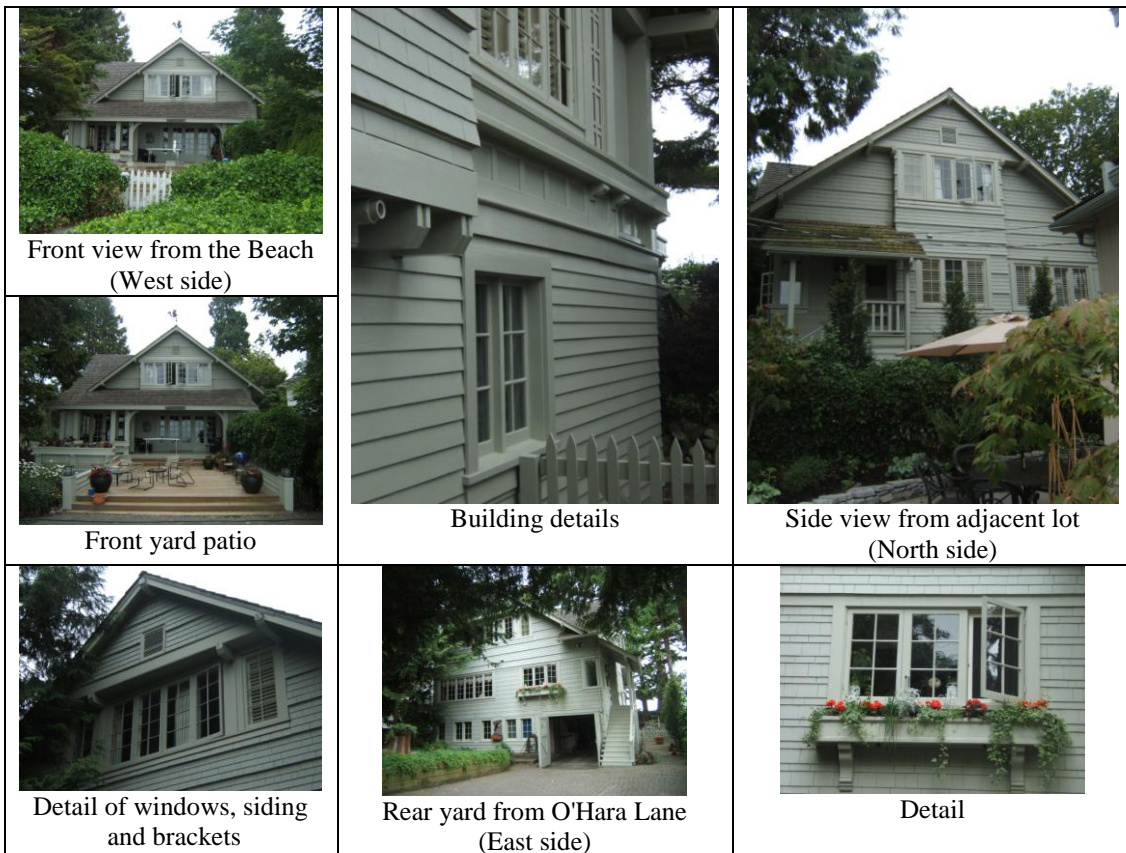 Front view from the Beach
(West side)
Front yard patio
Building details
Side view from adjacent lot
(North side)
Detail of windows, siding
and brackets
Rear yard from O'Hara Lane
(East side)
Detail